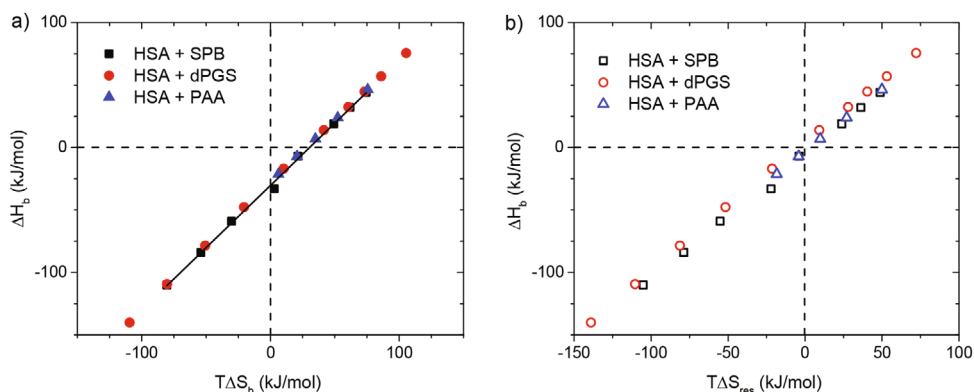 a)
100
0
-100
ΔH_b (kJ/mol)
HSA + SPB
HSA + dPGS
HSA + PAA
-100
0
100
TΔS_b (kJ/mol)
b)
100
0
-100
ΔH_b (kJ/mol)
HSA + SPB
HSA + dPGS
HSA + PAA
-150
-100
-50
0
50
100
TΔS_res (kJ/mol)